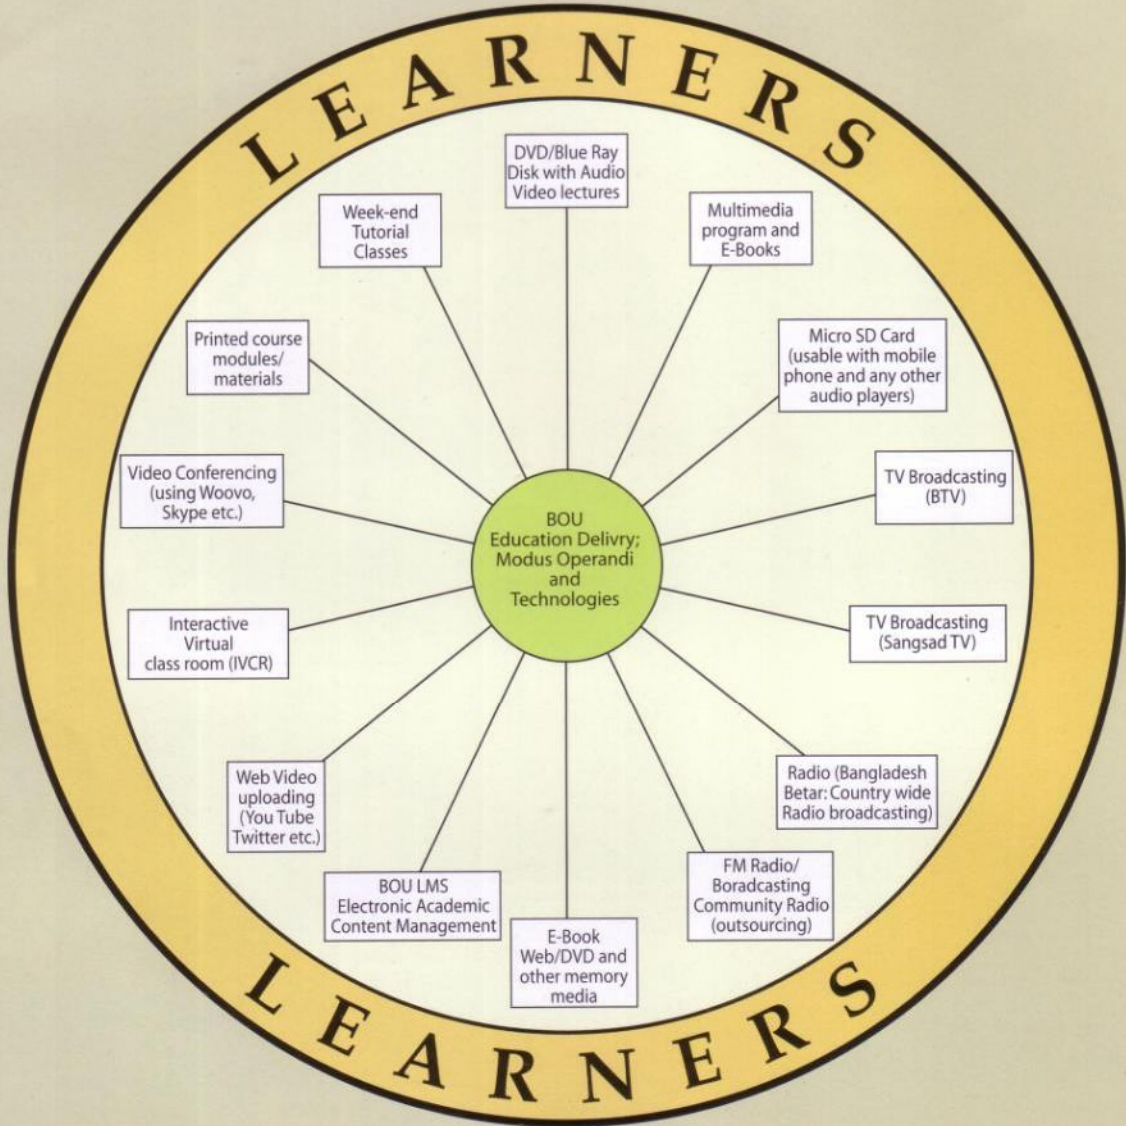 LEARNERS
DVD/Blue Ray
Disk with Audio
Video lectures
Multimedia
program and
E-Books
Micro SD Card
(usable with mobile
phone and any other
audio players)
TV Broadcasting
(BTV)
TV Broadcasting
(Sangsad TV)
Radio (Bangladesh
Betar: Country wide
Radio broadcasting)
FM Radio/
Boradcasting
Community Radio
(outsourcing)
E-Book
Web/DVD and
other memory
media
BOU LMS
Electronic Academic
Content Management
Web Video
uploading
(You Tube
Twitter etc.)
Interactive
Virtual
class room (IVCR)
Video Conferencing
(using Woovo,
Skype etc.)
Printed course
modules/
materials
Week-end
Tutorial
Classes
BOU
Education Delivry;
Modus Operandi
and
Technologies
LEARNERS